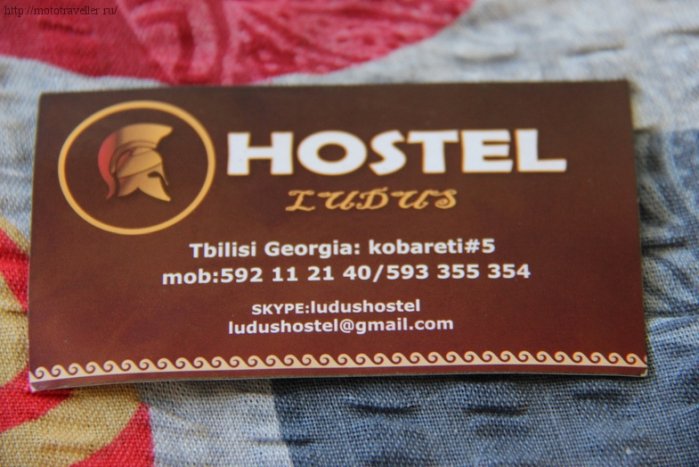 http://mototraveller.ru/
HOSTEL
LUDUS
Tbilisi Georgia: kobareti#5
mob:592 11 21 40/593 355 354
SKYPE:ludushostel
ludushostel@gmail.com